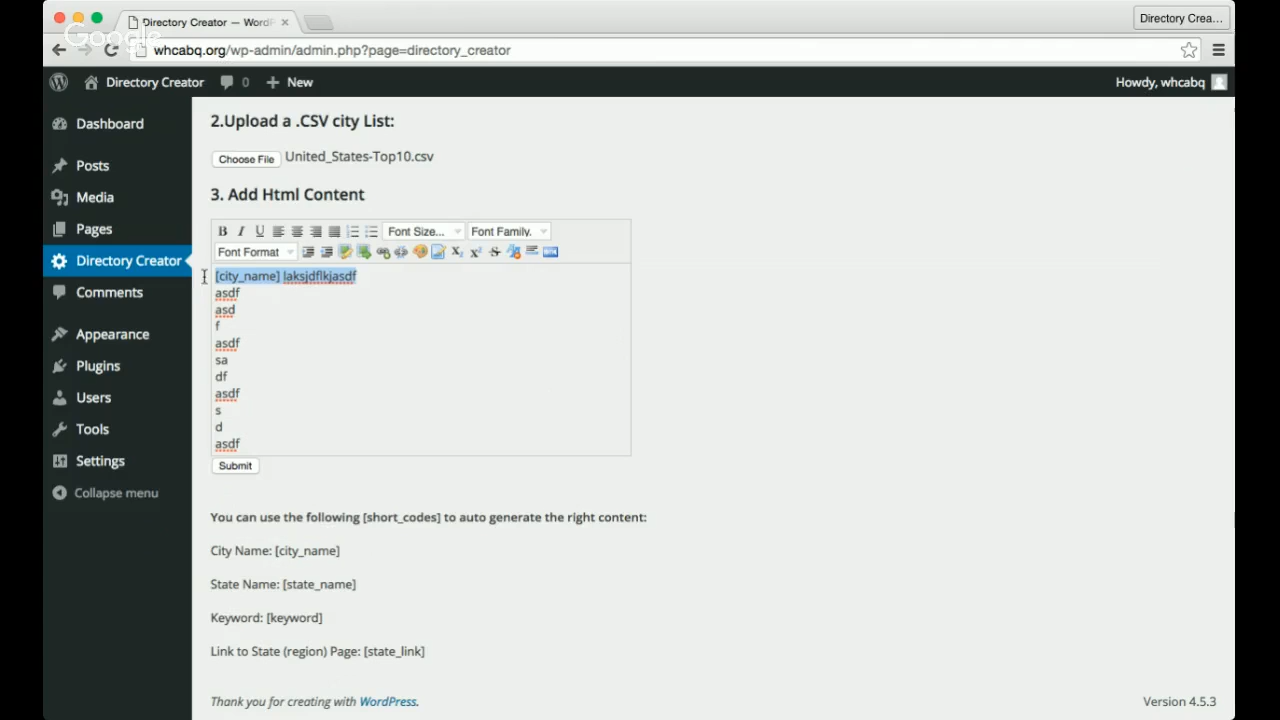 Directory Creator — WordP
Directory Crea...
Google
whcabq.org/wp-admin/admin.php?page=directory_creator
Directory Creator
0
New
Howdy, whcabq
Dashboard
Posts
Media
Pages
Directory Creator
Comments
Appearance
Plugins
Users
Tools
Settings
Collapse menu
2.Upload a .CSV city List:
Choose File United_States-Top10.csv
3. Add Html Content
B I U Font Size... Font Family.
Font Format
[city_name] laksjdflkjasdf
asdf
asd
f
asdf
sa
df
asdf
s
d
asdf
Submit
You can use the following [short_codes] to auto generate the right content:
City Name: [city_name]
State Name: [state_name]
Keyword: [keyword]
Link to State (region) Page: [state_link]
Thank you for creating with WordPress.
Version 4.5.3